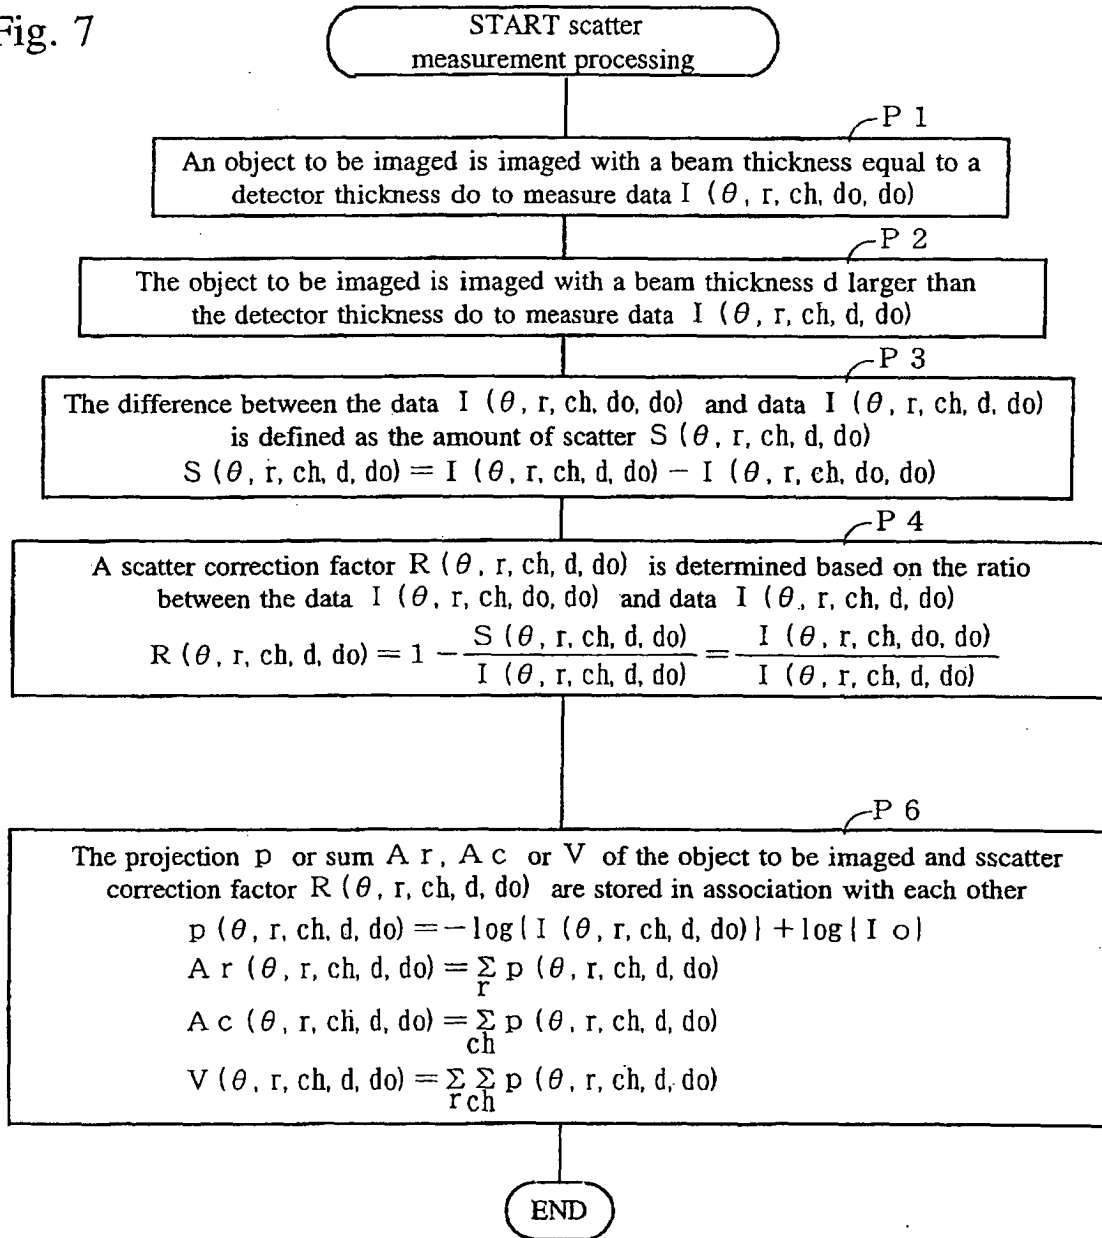 Fig. 7
START scatter
measurement processing
P 1
An object to be imaged is imaged with a beam thickness equal to a
detector thickness do to measure data I (θ, r, ch, do, do)
P 2
The object to be imaged is imaged with a beam thickness d larger than
the detector thickness do to measure data I (θ, r, ch, d, do)
P 3
The difference between the data I (θ, r, ch, do, do) and data I (θ, r, ch, d, do)
is defined as the amount of scatter S (θ, r, ch, d, do)
S (θ, r, ch, d, do) = I (θ, r, ch, d, do) − I (θ, r, ch, do, do)
P 4
A scatter correction factor R (θ, r, ch, d, do) is determined based on the ratio
between the data I (θ, r, ch, do, do) and data I (θ, r, ch, d, do)
R (θ, r, ch, d, do) = 1 − S (θ, r, ch, d, do) / I (θ, r, ch, d, do) = I (θ, r, ch, do, do) / I (θ, r, ch, d, do)
P 6
The projection p or sum A r, A c or V of the object to be imaged and sscatter
correction factor R (θ, r, ch, d, do) are stored in association with each other
p (θ, r, ch, d, do) = − log{ I (θ, r, ch, d, do)} + log{ I o}
A r (θ, r, ch, d, do) = Σ r p (θ, r, ch, d, do)
A c (θ, r, ch, d, do) = Σ ch p (θ, r, ch, d, do)
V (θ, r, ch, d, do) = Σ r Σ ch p (θ, r, ch, d, do)
END